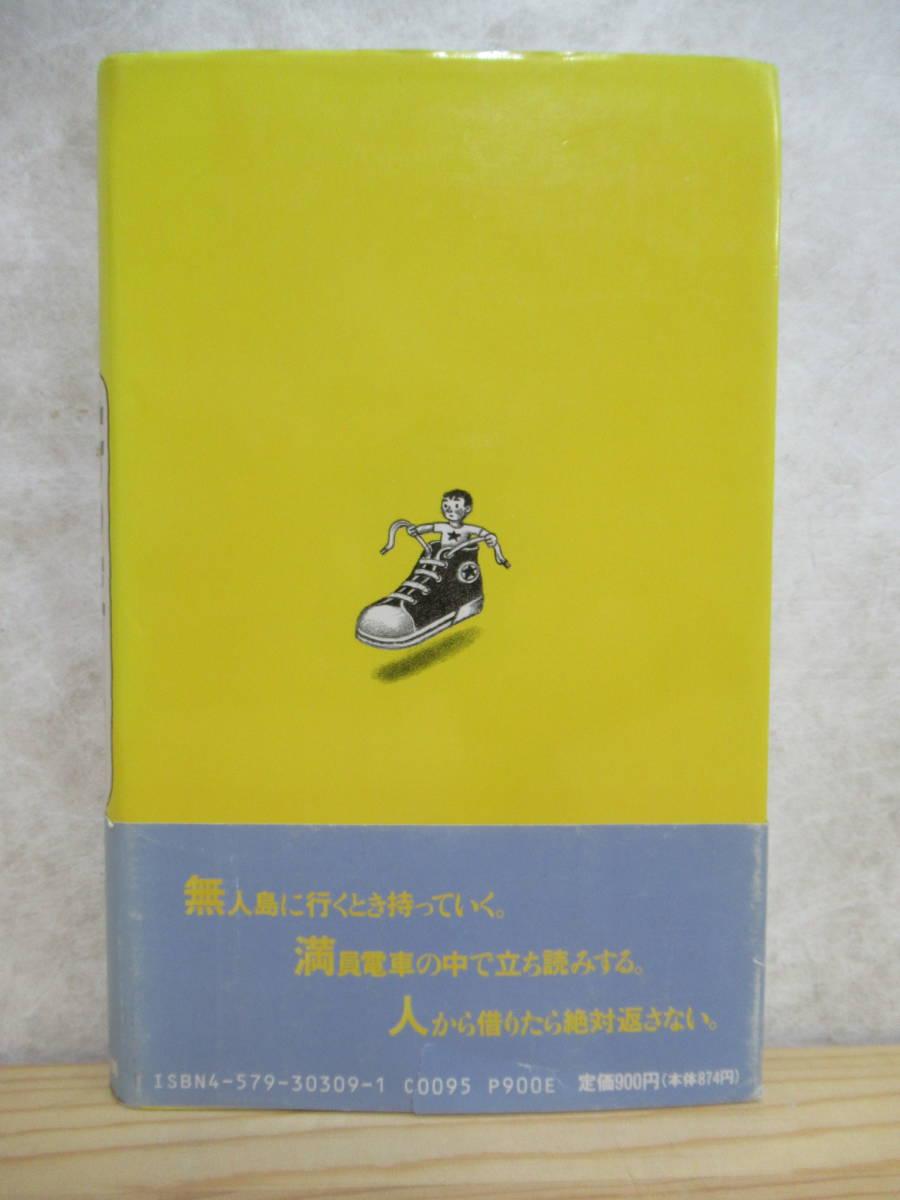 無人島に行くとき持っていく。
満員電車の中で立ち読みする。
人から借りたら絶対返さない。
ISBN4-579-30309-1 C0095 P900E 定価900円(本体874円)